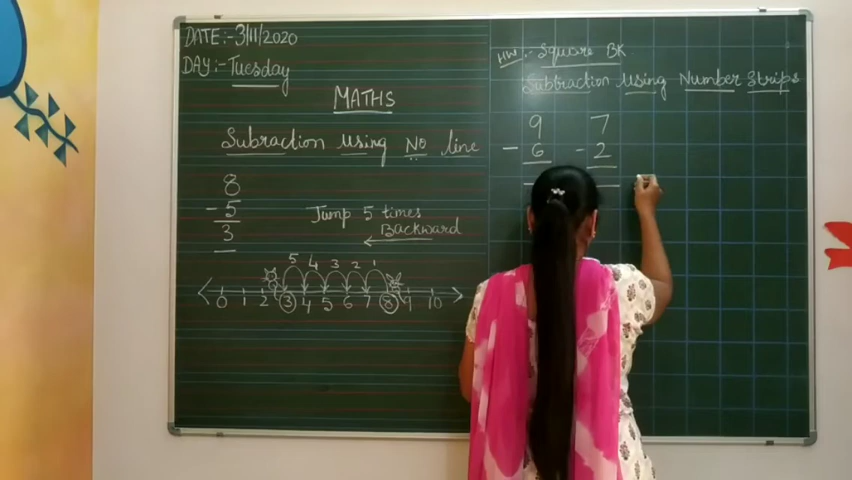 DATE:-3/11/2020
DAY:-Tuesday
MATHS
Subraction using No line
8
- 5
3
Jump 5 times
Backward
5 4 3 2 1
0 1 2 3 4 5 6 7 8 9 10
HW:- Square BK
Subtraction Using Number Strips
9 7
- 6 - 2